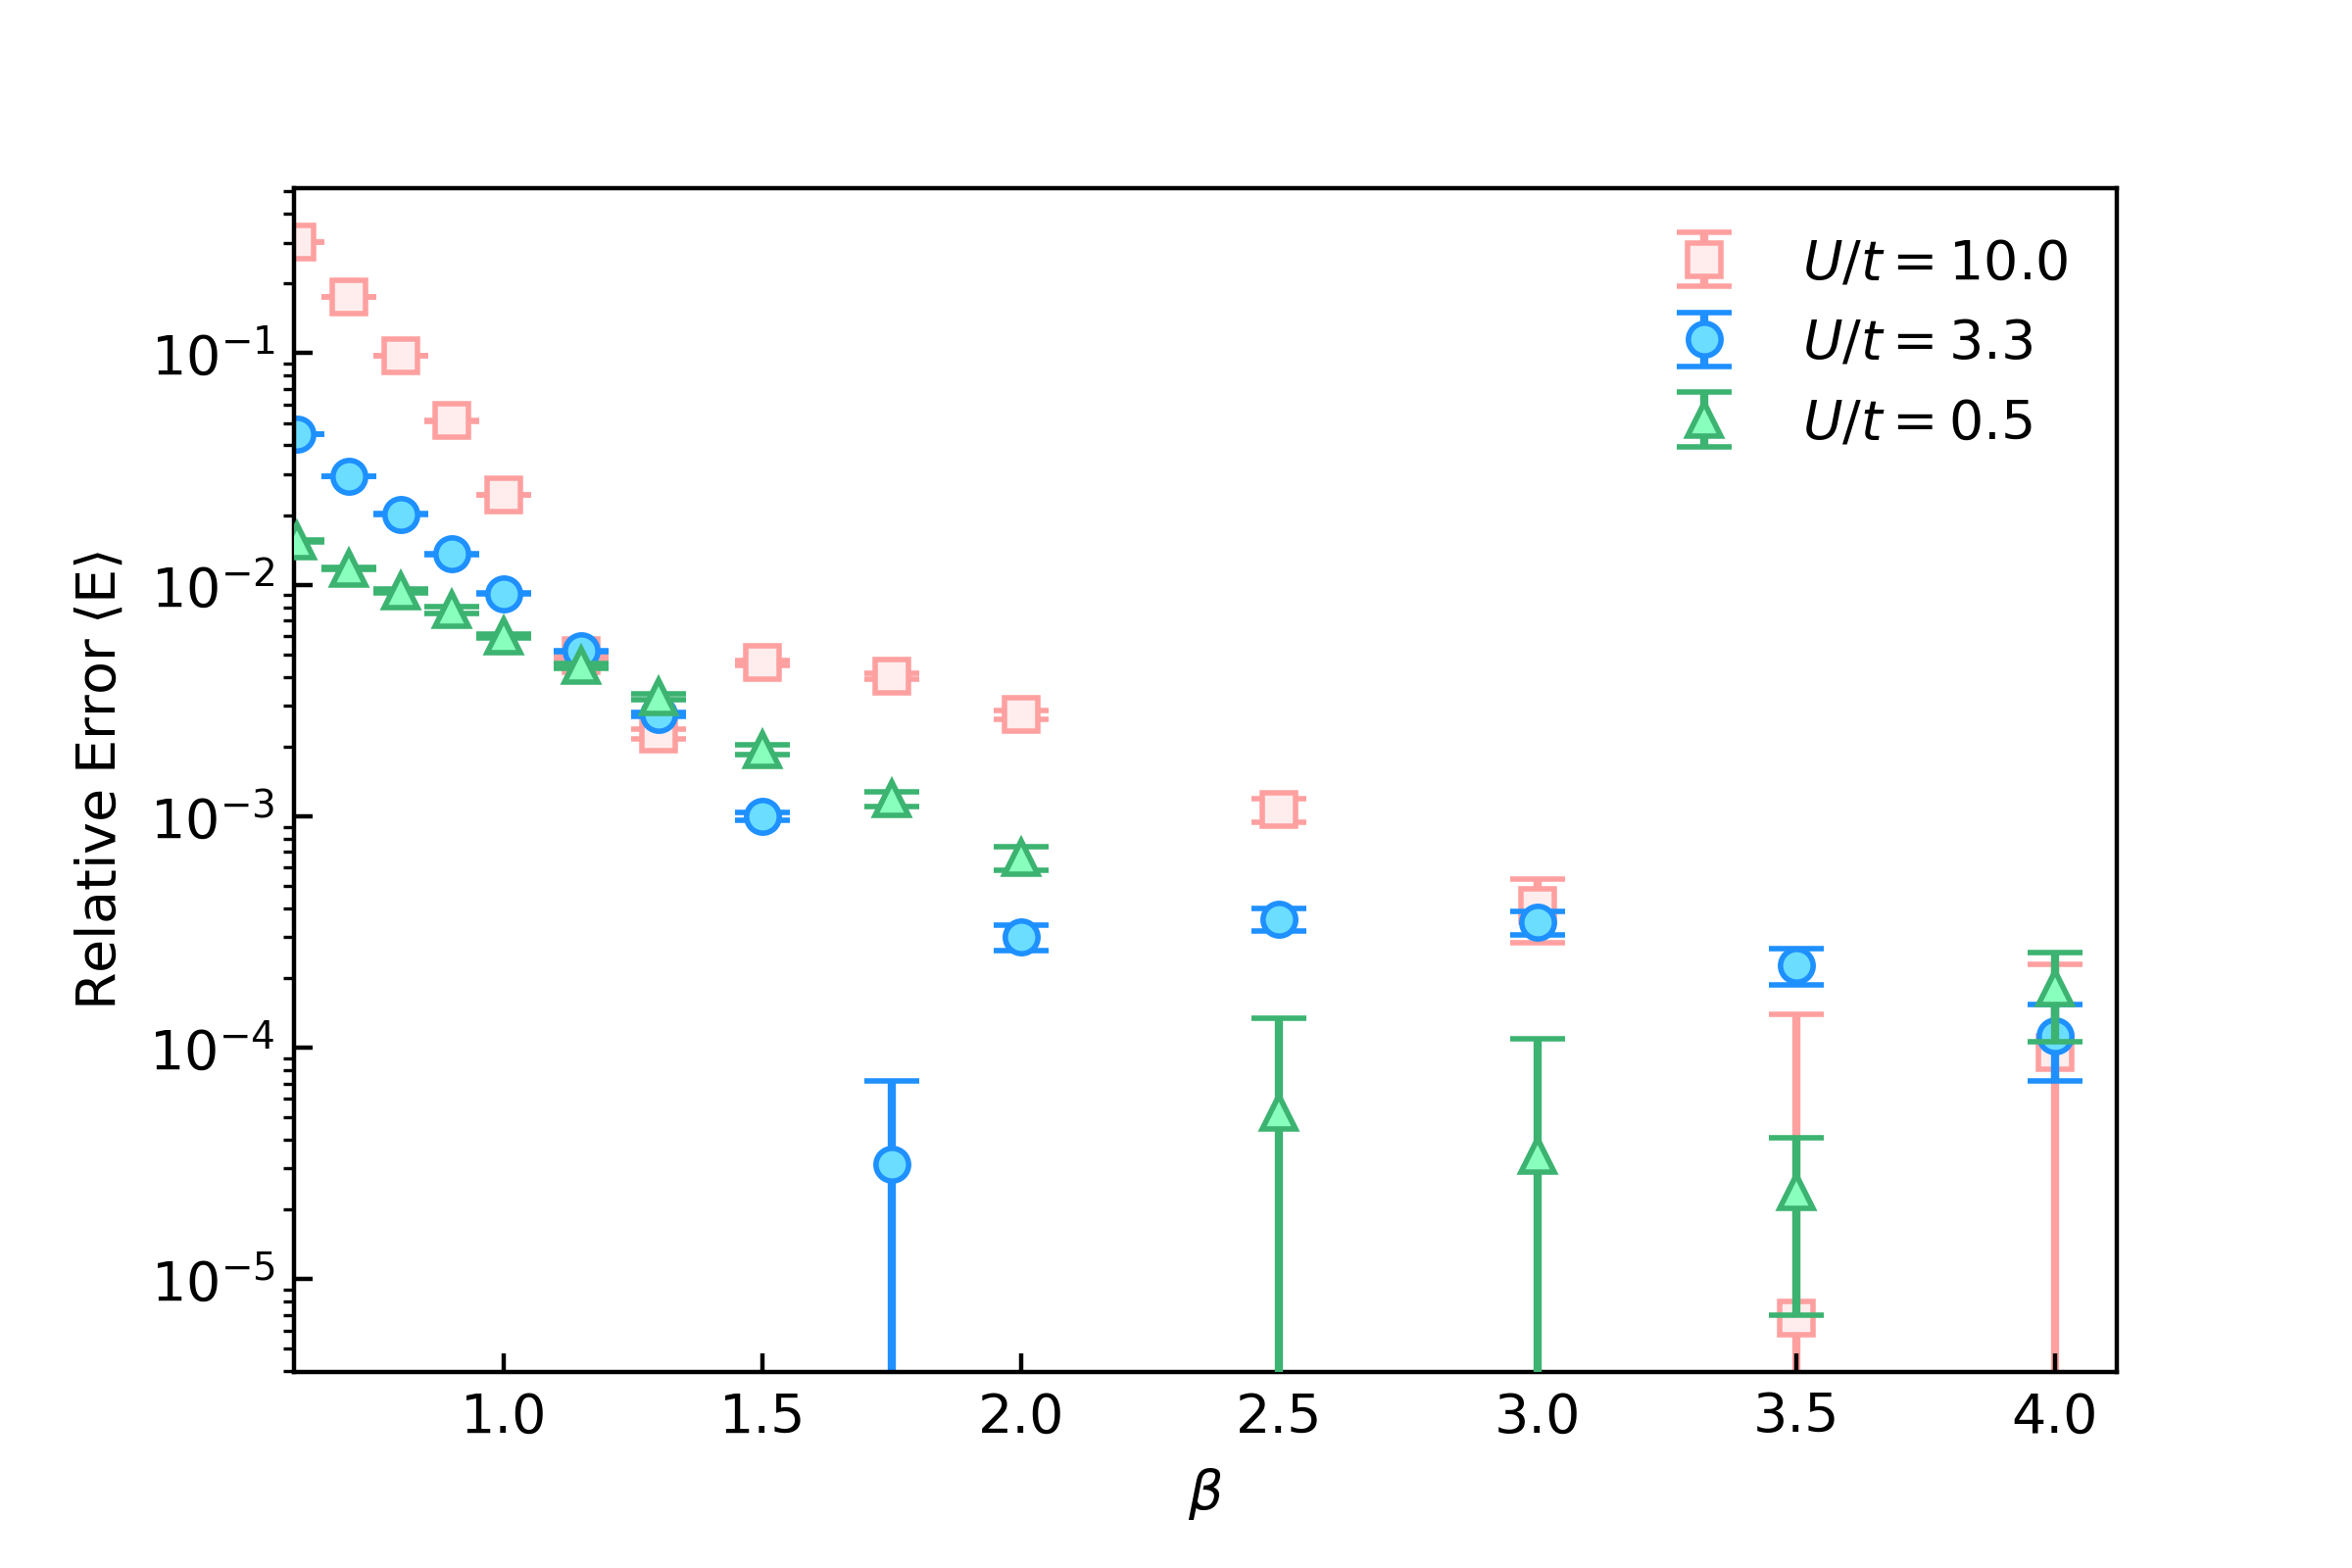 U/t = 10.0
U/t = 3.3
U/t = 0.5
Relative Error ⟨E⟩
10⁻¹
10⁻²
10⁻³
10⁻⁴
10⁻⁵
1.0 1.5 2.0 2.5 3.0 3.5 4.0
β